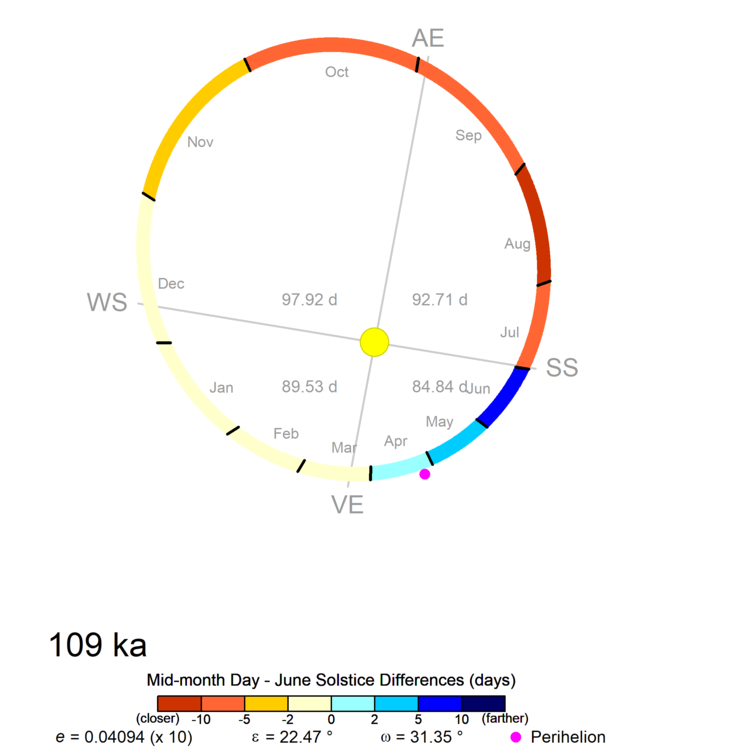 AE
Oct
Sep
Nov
Aug
Dec
WS
97.92 d
92.71 d
Jul
SS
89.53 d
84.84 d
Jun
Jan
May
Feb
Apr
Mar
VE
109 ka
Mid-month Day - June Solstice Differences (days)
(closer) -10 -5 -2 0 2 5 10 (farther)
e = 0.04094 (x 10) ε = 22.47 ° ω = 31.35 ° Perihelion